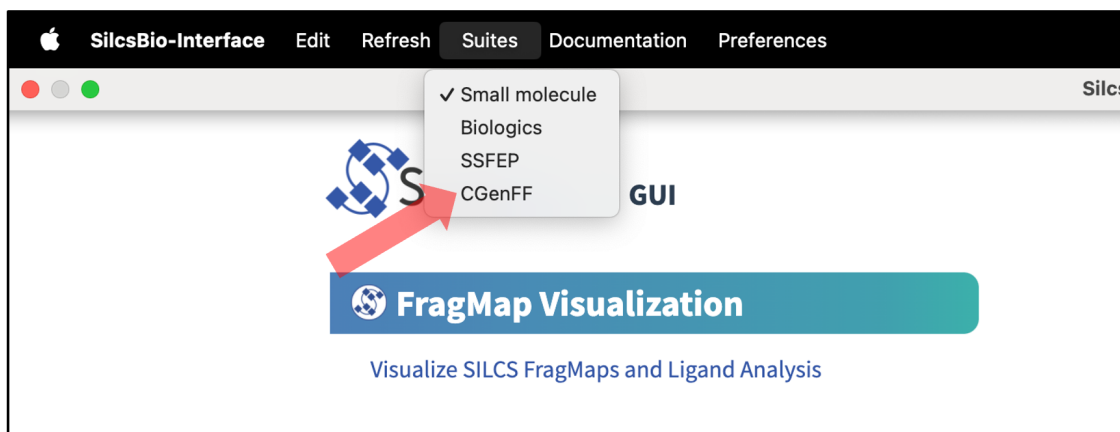 SilcsBio-Interface Edit Refresh Suites Documentation Preferences
Silcs
✓ Small molecule
Biologics
SSFEP
CGenFF
S
GUI
FragMap Visualization
Visualize SILCS FragMaps and Ligand Analysis